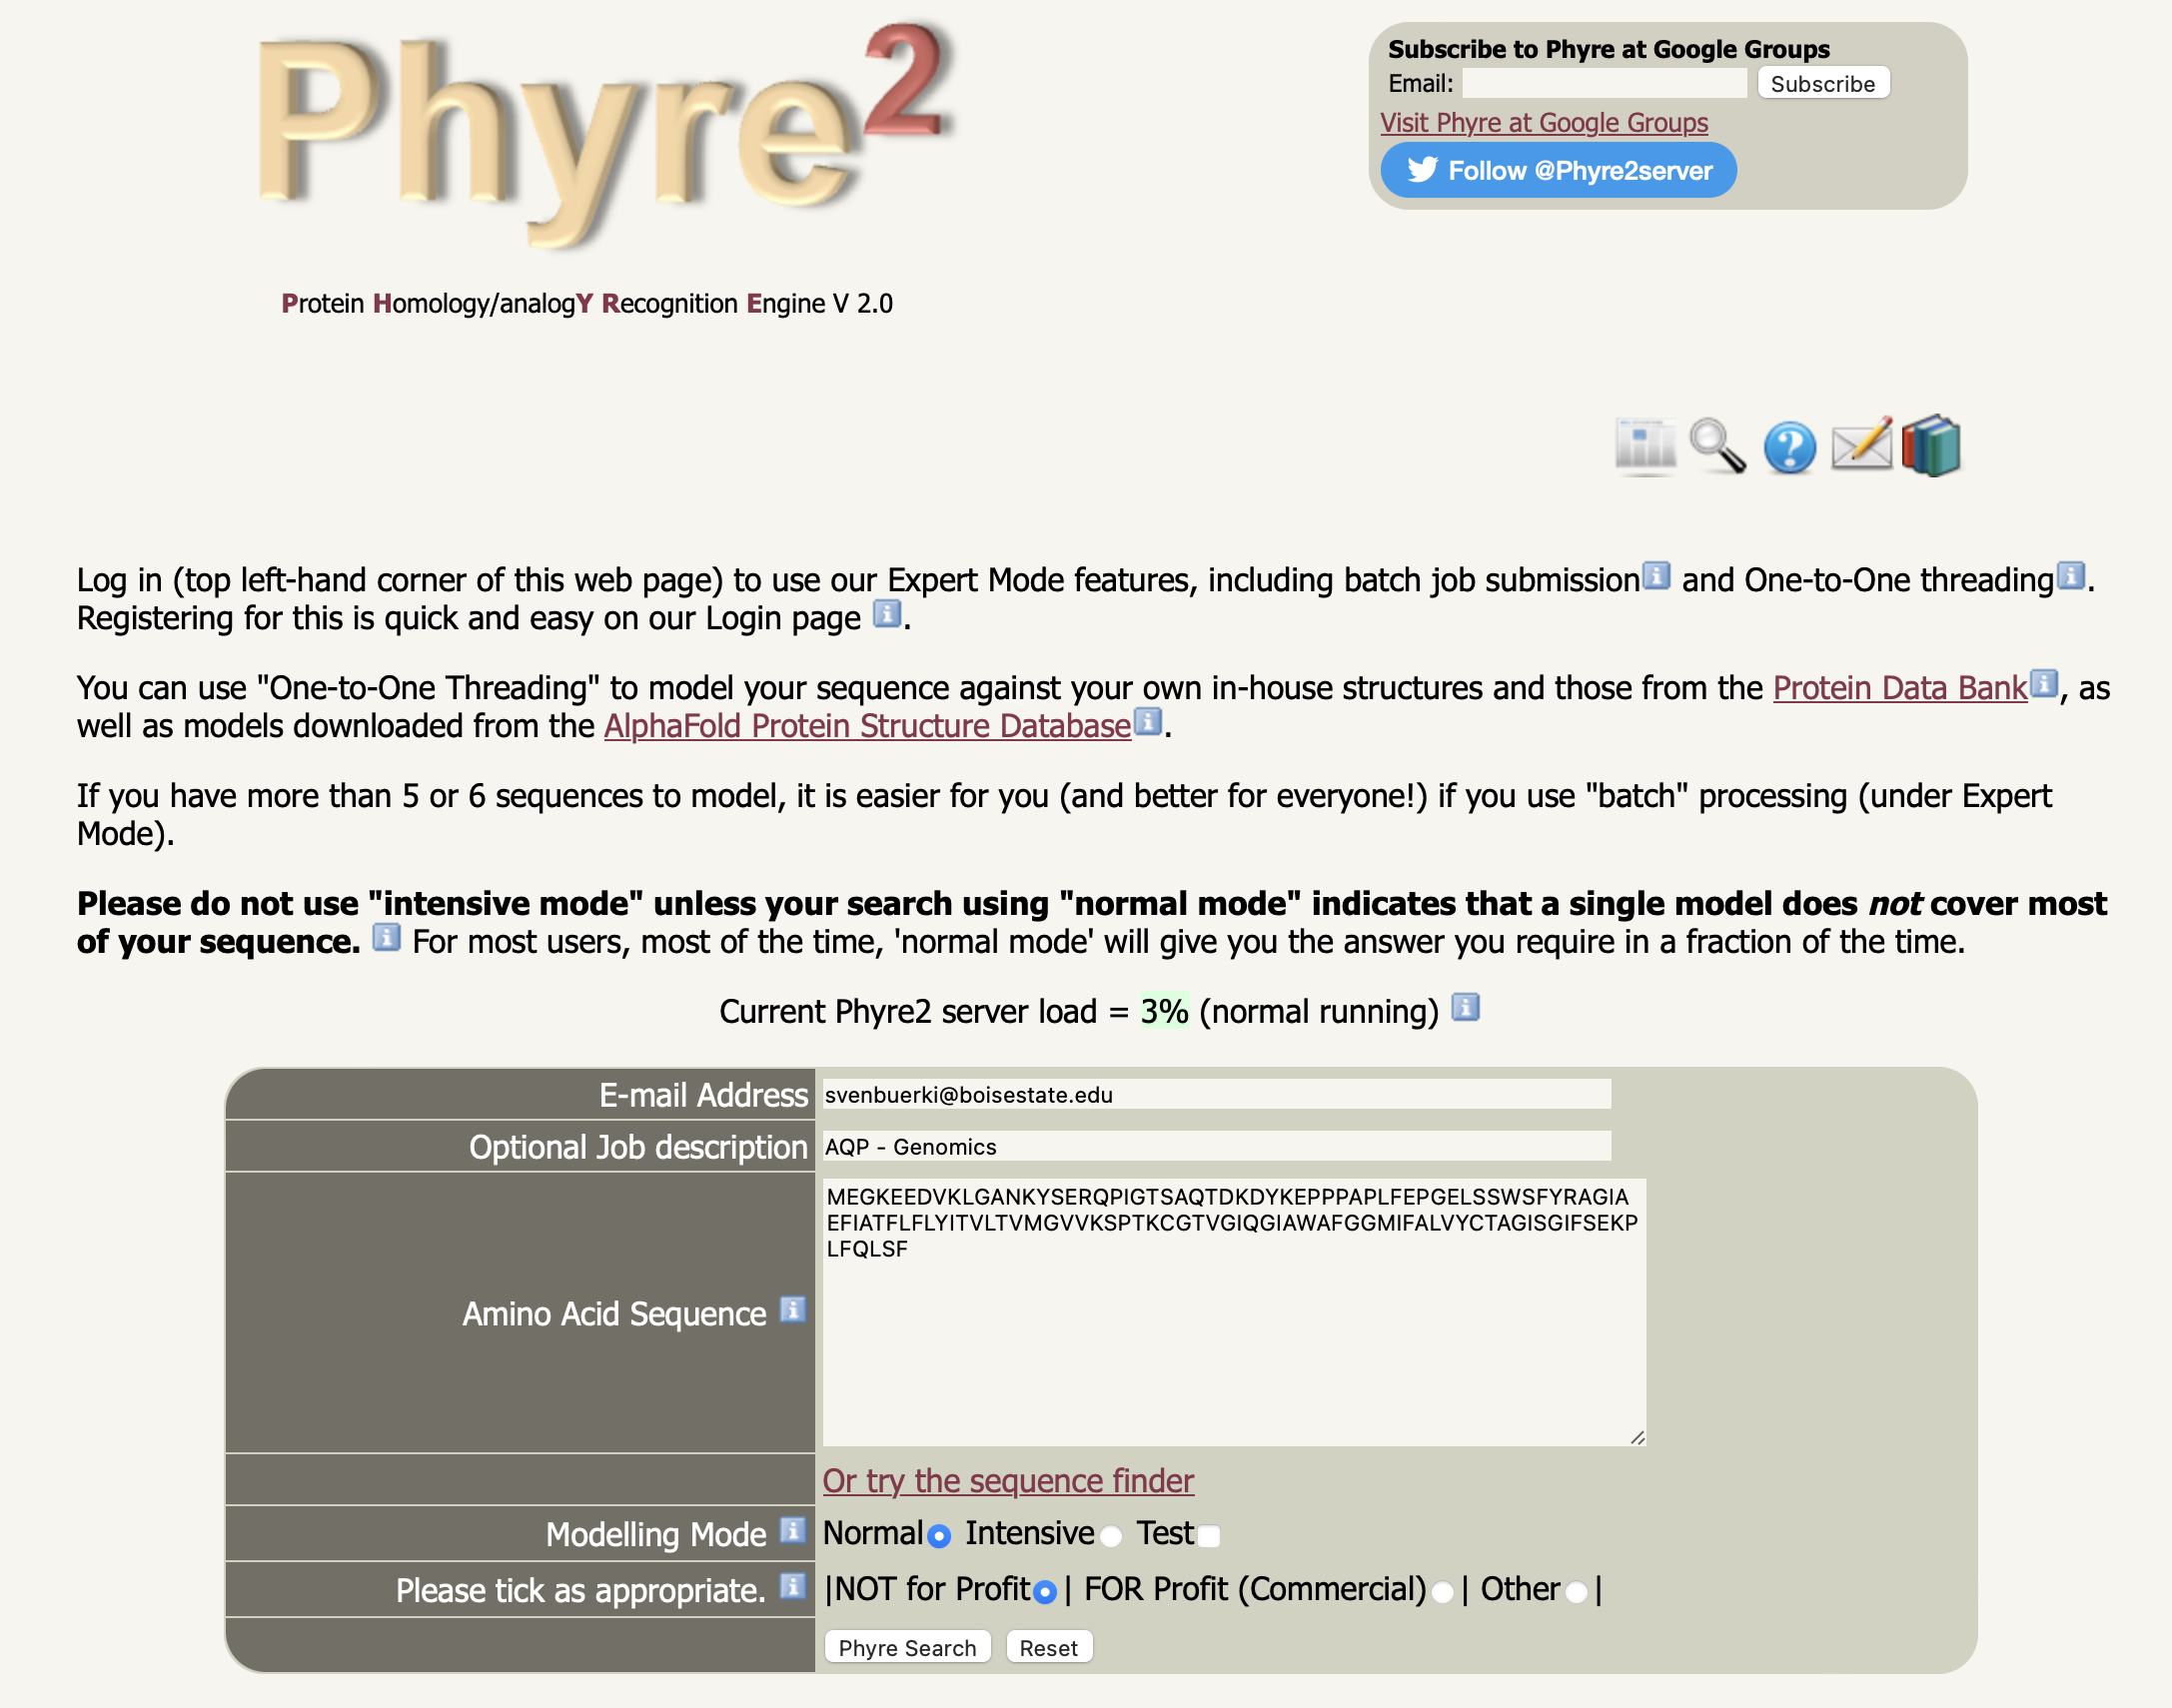 Phyre2
Subscribe to Phyre at Google Groups
Email:
Subscribe
Visit Phyre at Google Groups
Follow @Phyre2server
Protein Homology/analogY Recognition Engine V 2.0
Log in (top left-hand corner of this web page) to use our Expert Mode features, including batch job submission and One-to-One threading.
Registering for this is quick and easy on our Login page .
You can use "One-to-One Threading" to model your sequence against your own in-house structures and those from the Protein Data Bank, as
well as models downloaded from the AlphaFold Protein Structure Database.
If you have more than 5 or 6 sequences to model, it is easier for you (and better for everyone!) if you use "batch" processing (under Expert
Mode).
Please do not use "intensive mode" unless your search using "normal mode" indicates that a single model does not cover most
of your sequence. For most users, most of the time, 'normal mode' will give you the answer you require in a fraction of the time.
Current Phyre2 server load = 3% (normal running)
E-mail Address svenbuerki@boisestate.edu
Optional Job description AQP - Genomics
Amino Acid Sequence
MEGKEEDVKLGANKYSERQPIGTSAQTDKDYKEPPPAPLFEPGELSSWSFYRAGIA
EFIATFLFLYITVLTVMGVVKSPTKCGTVGIQGIAWAFGGMIFALVYCTAGISGIFSEKP
LFQLSF
Or try the sequence finder
Modelling Mode Normal Intensive Test
Please tick as appropriate. |NOT for Profit | FOR Profit (Commercial) | Other |
Phyre Search Reset